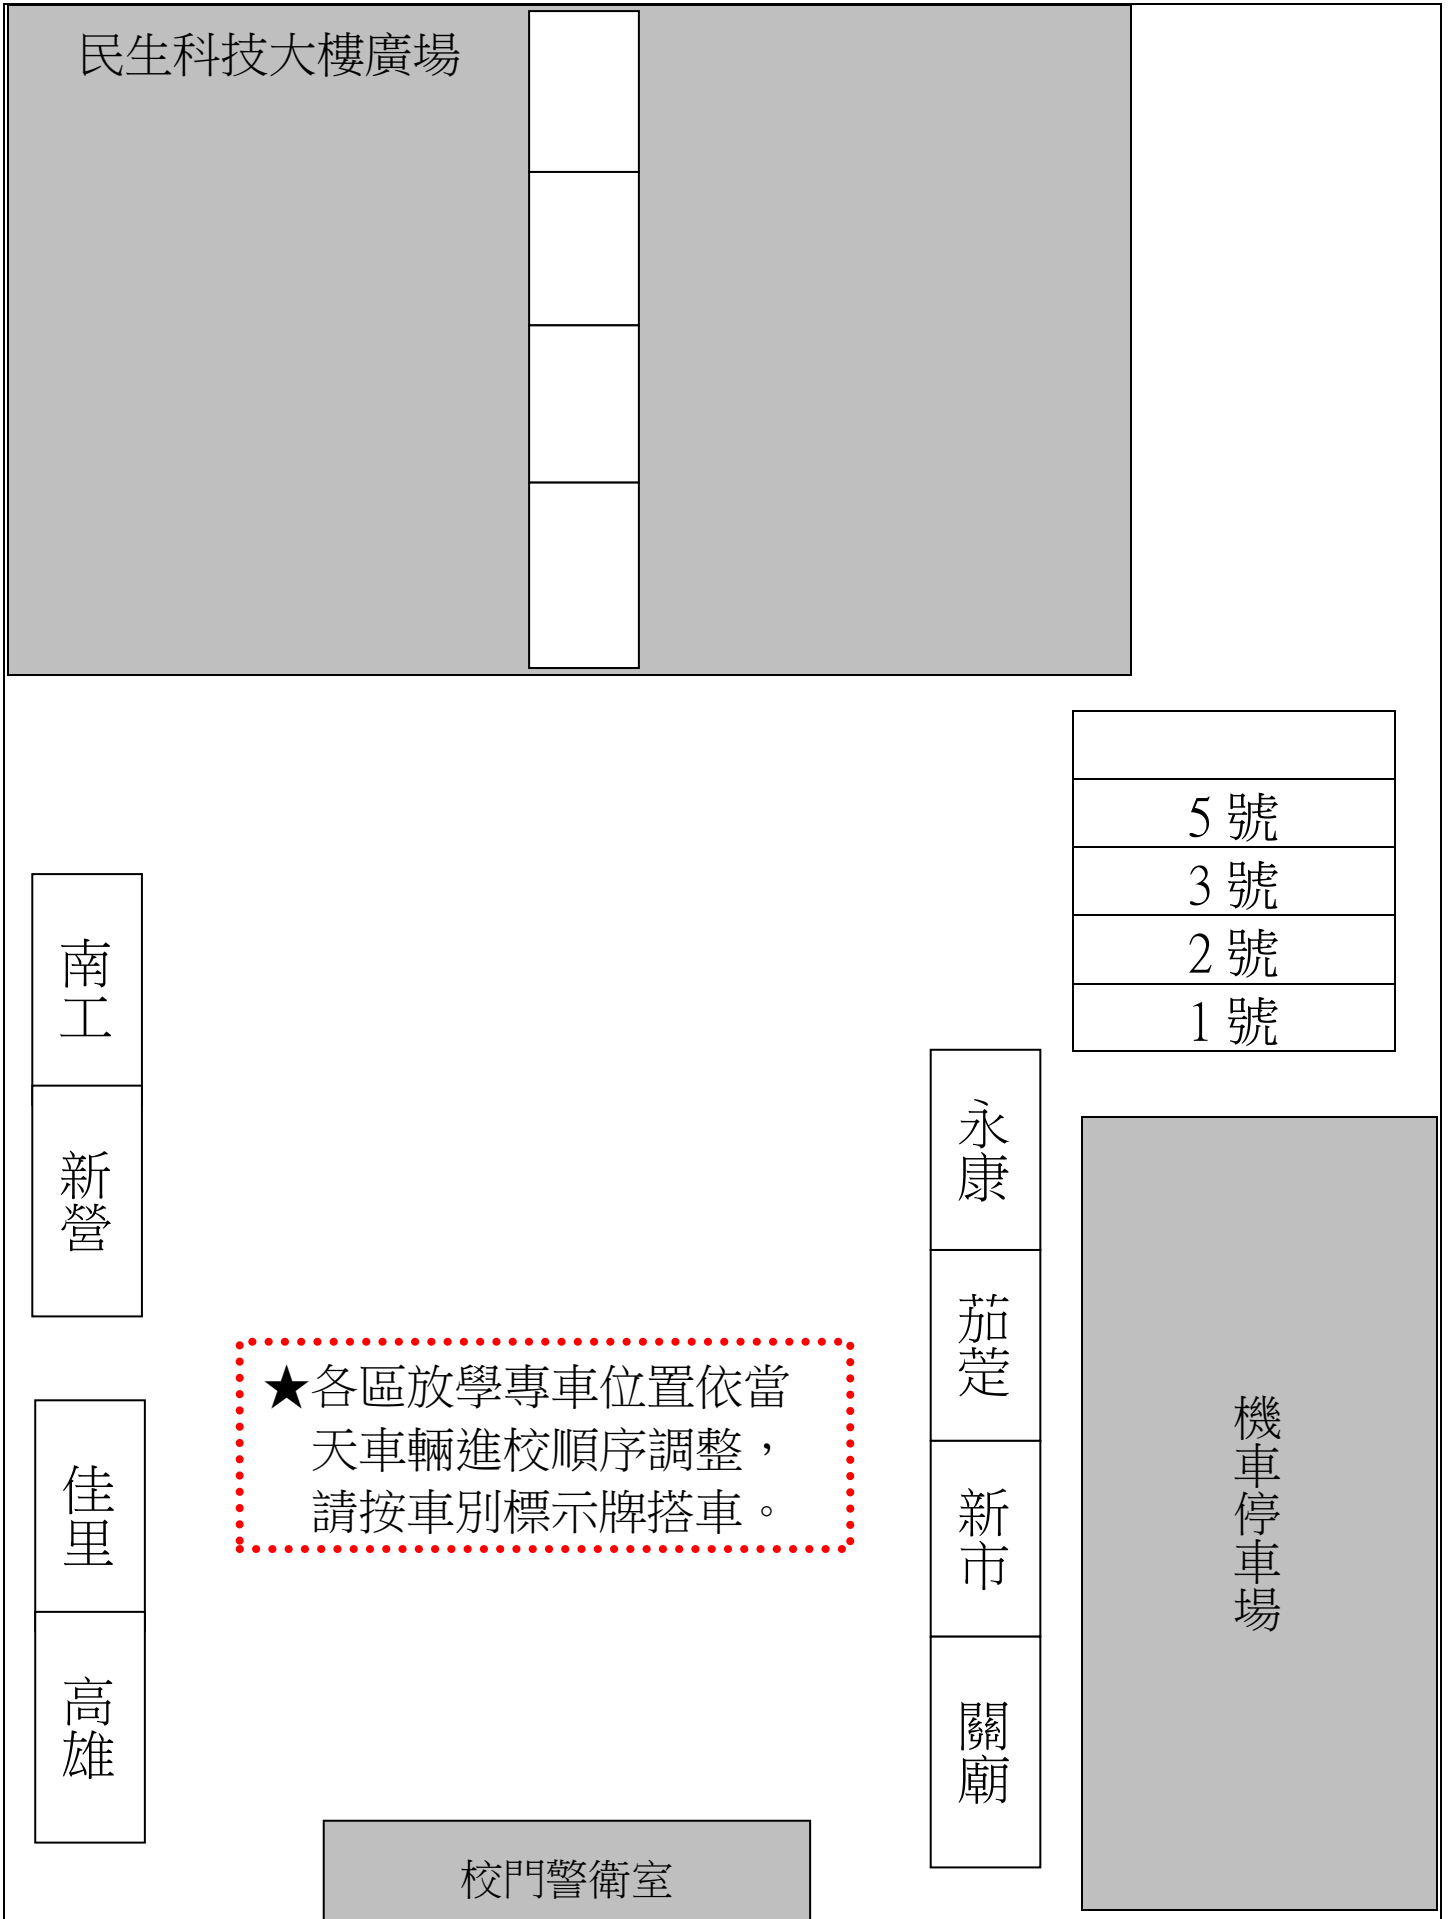 民生科技大樓廣場
5 號
3 號
2 號
1 號
南工
新營
永康
茄萣
新市
關廟
機車停車場
★各區放學專車位置依當
天車輛進校順序調整，
請按車別標示牌搭車。
佳里
高雄
校門警衛室